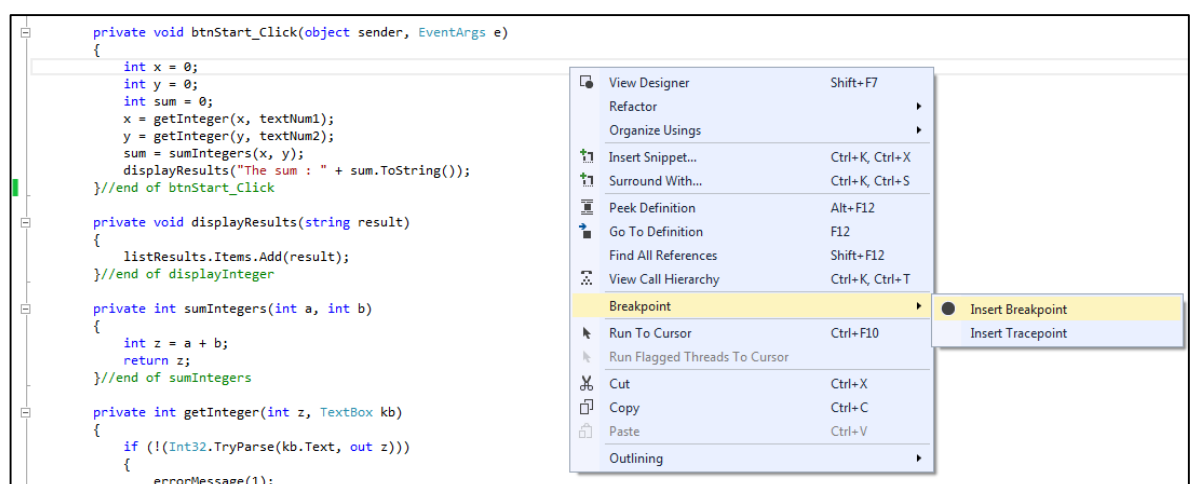 private void btnStart_Click(object sender, EventArgs e)
{
int x = 0;
int y = 0;
int sum = 0;
x = getInteger(x, textNum1);
y = getInteger(y, textNum2);
sum = sumIntegers(x, y);
displayResults("The sum : " + sum.ToString());
}//end of btnStart_Click
private void displayResults(string result)
{
listResults.Items.Add(result);
}//end of displayInteger
private int sumIntegers(int a, int b)
{
int z = a + b;
return z;
}//end of sumIntegers
private int getInteger(int z, TextBox kb)
{
if (!(Int32.TryParse(kb.Text, out z)))
{
errorMessage(1);
View Designer Shift+F7
Refactor
Organize Usings
Insert Snippet... Ctrl+K, Ctrl+X
Surround With... Ctrl+K, Ctrl+S
Peek Definition Alt+F12
Go To Definition F12
Find All References Shift+F12
View Call Hierarchy Ctrl+K, Ctrl+T
Breakpoint
Run To Cursor Ctrl+F10
Run Flagged Threads To Cursor
Cut Ctrl+X
Copy Ctrl+C
Paste Ctrl+V
Outlining
Insert Breakpoint
Insert Tracepoint